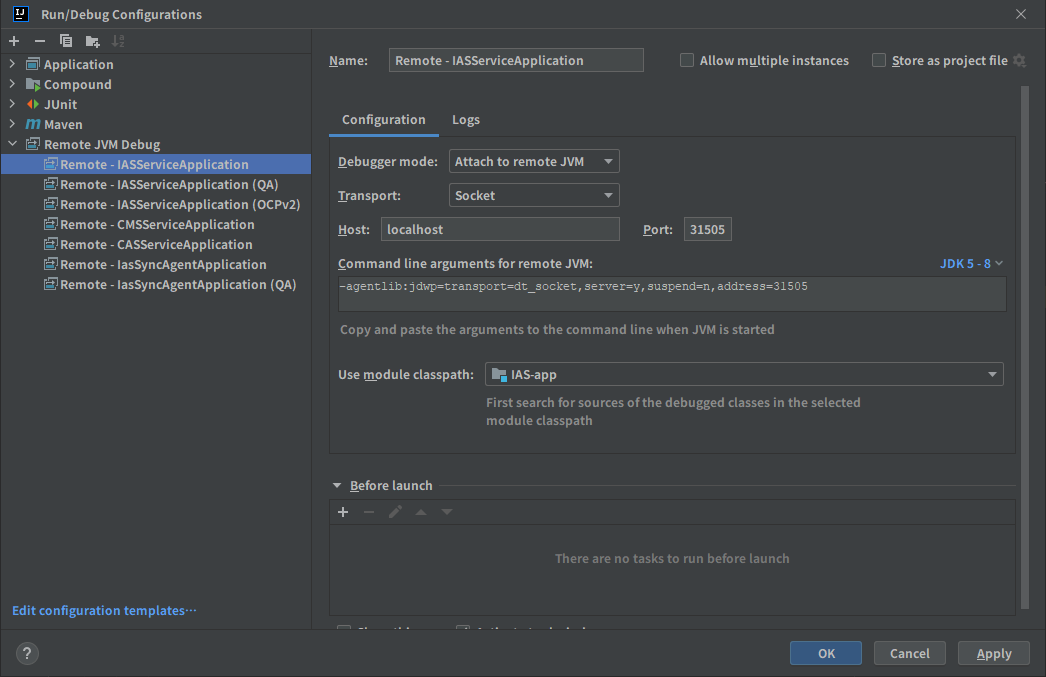 Run/Debug Configurations
Application
Compound
JUnit
Maven
Remote JVM Debug
Remote - IASServiceApplication
Remote - IASServiceApplication (QA)
Remote - IASServiceApplication (OCPv2)
Remote - CMSServiceApplication
Remote - CASServiceApplication
Remote - IasSyncAgentApplication
Remote - IasSyncAgentApplication (QA)
Edit configuration templates...
Name: Remote - IASServiceApplication Allow multiple instances Store as project file
Configuration Logs
Debugger mode: Attach to remote JVM
Transport: Socket
Host: localhost Port: 31505
Command line arguments for remote JVM: JDK 5 - 8
-agentlib:jdwp=transport=dt_socket,server=y,suspend=n,address=31505
Copy and paste the arguments to the command line when JVM is started
Use module classpath: IAS-app
First search for sources of the debugged classes in the selected
module classpath
Before launch
There are no tasks to run before launch
? OK Cancel Apply